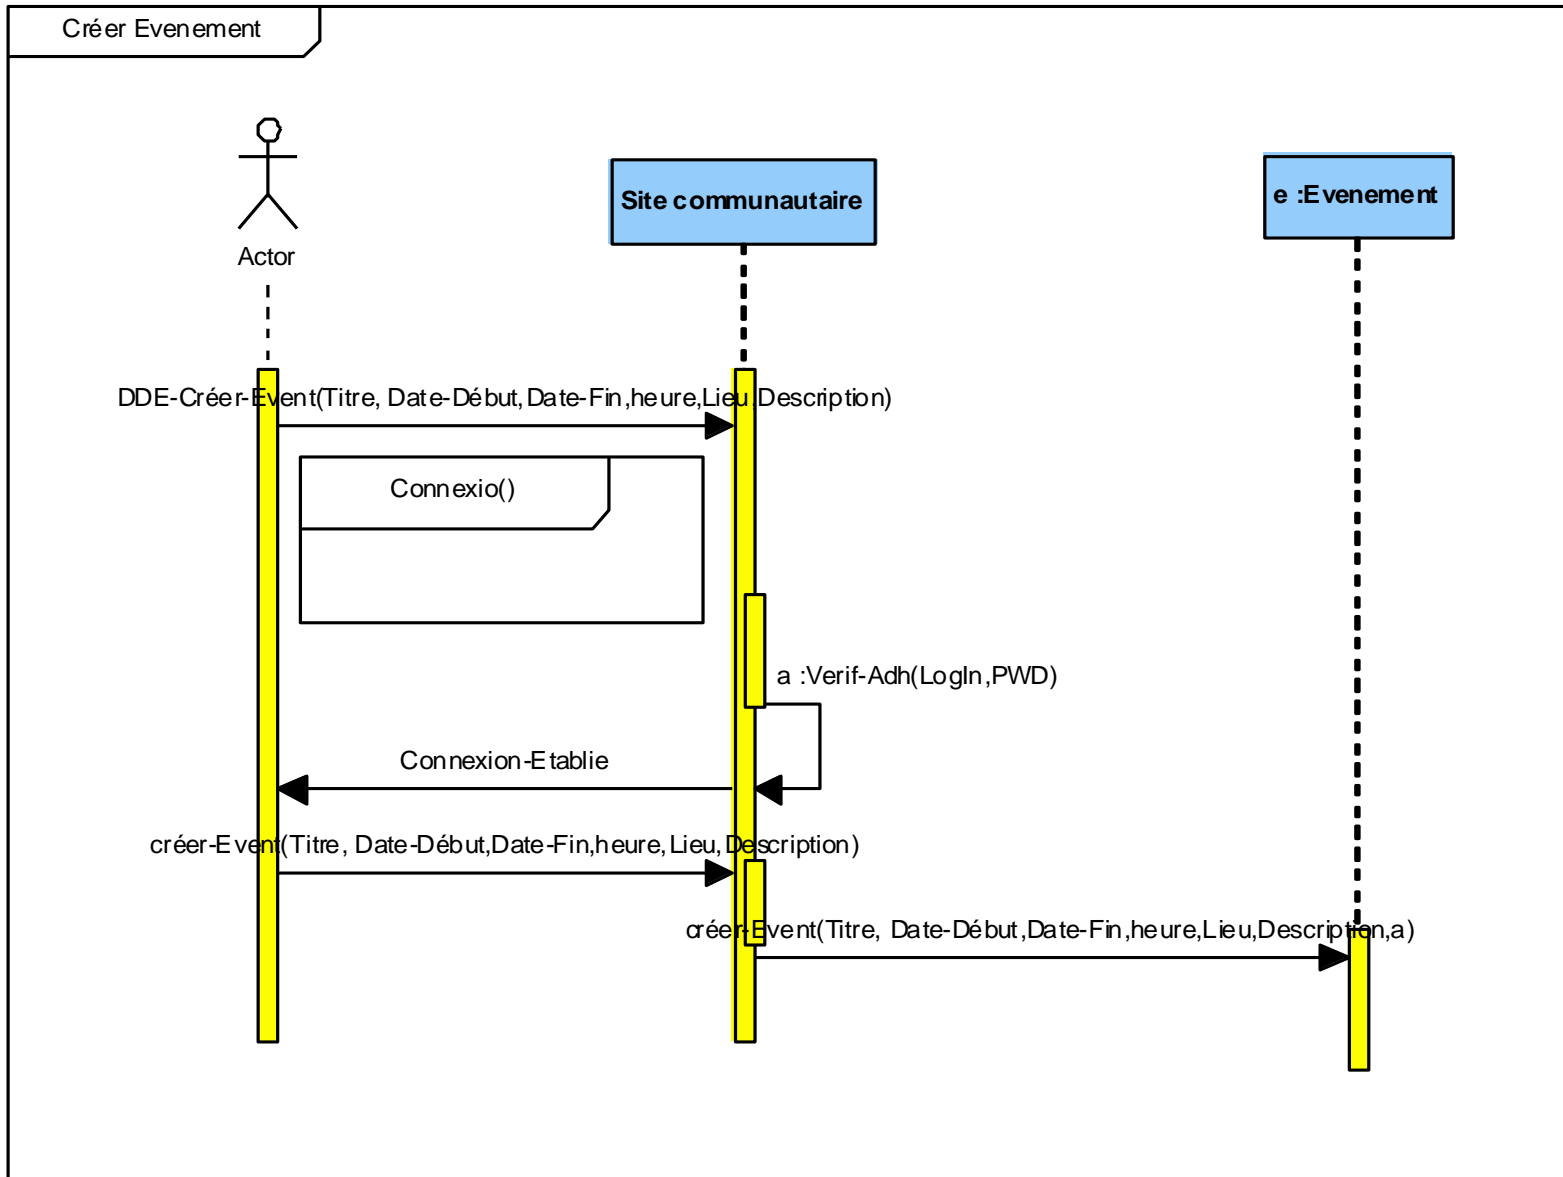 Créer Evenement
Actor
Site communautaire
e :Evenement
DDE-Créer-Event(Titre, Date-Début,Date-Fin,heure,Lieu,Description)
Connexio()
a :Verif-Adh(LogIn,PWD)
Connexion-Etablie
créer-Event(Titre, Date-Début,Date-Fin,heure,Lieu,Description)
créer-Event(Titre, Date-Début,Date-Fin,heure,Lieu,Description,a)